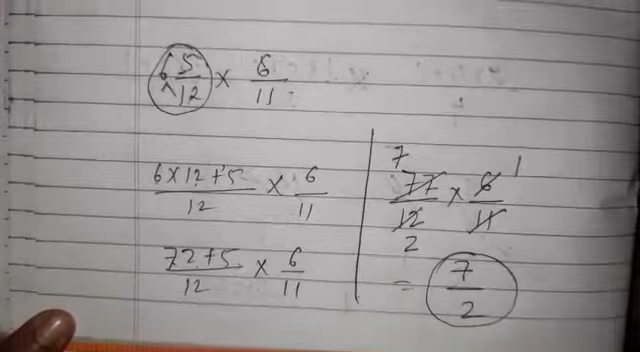 6 5/12 × 6/11
6×12+5/12 × 6/11
72+5/12 × 6/11
7 1
77/12 × 6/11
2
= 7/2